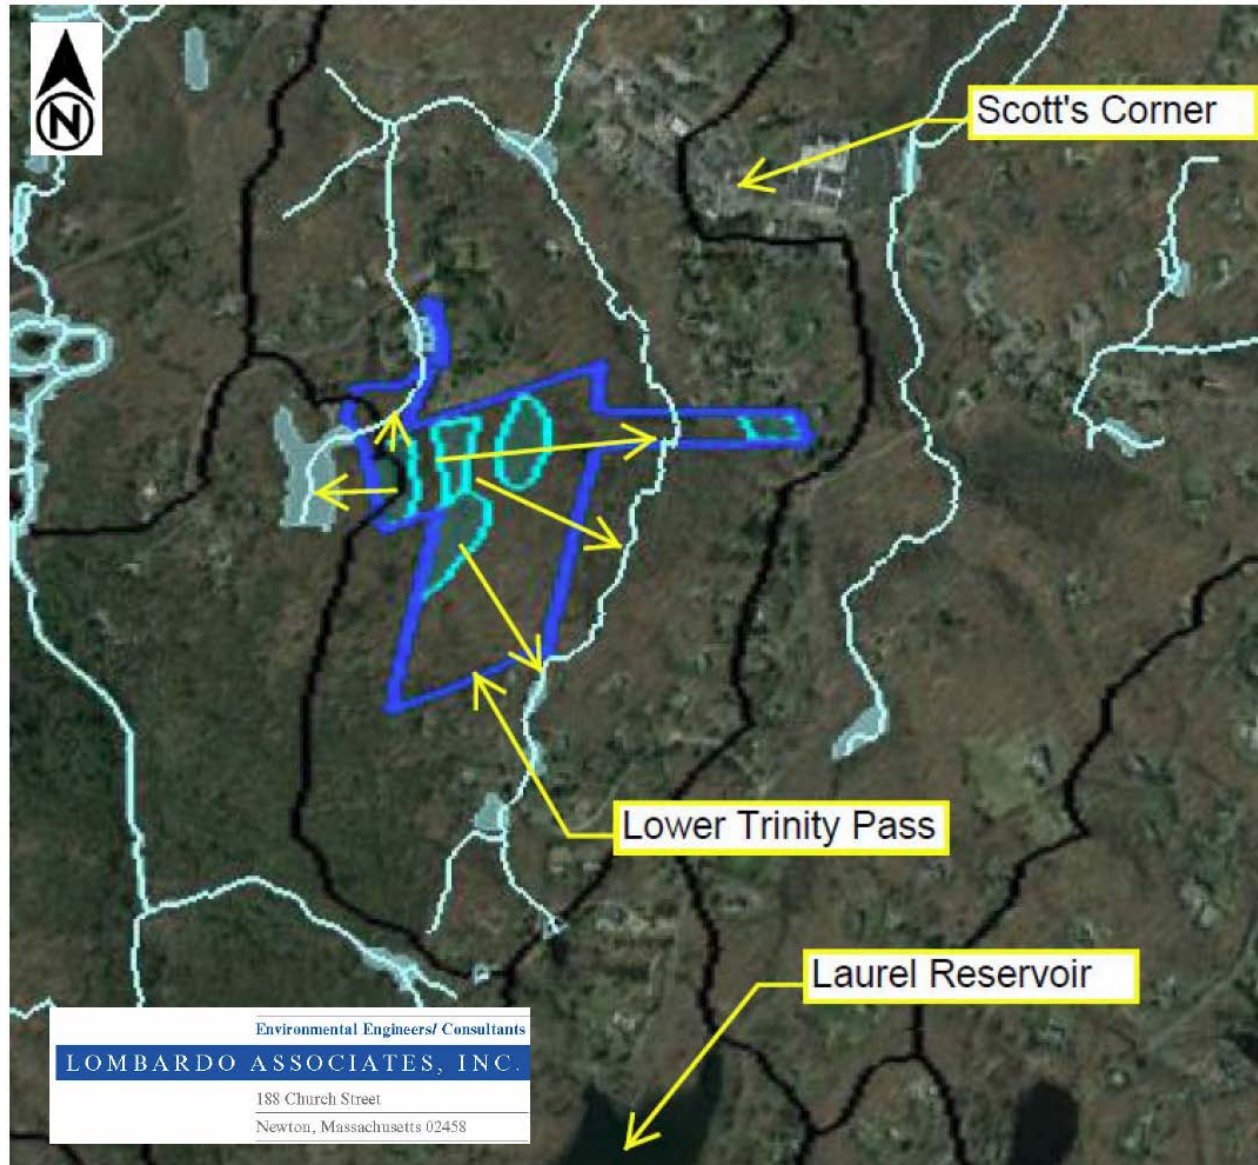 N
Scott's Corner
Lower Trinity Pass
Laurel Reservoir
Environmental Engineers/ Consultants
LOMBARDO ASSOCIATES, INC.
188 Church Street
Newton, Massachusetts 02458